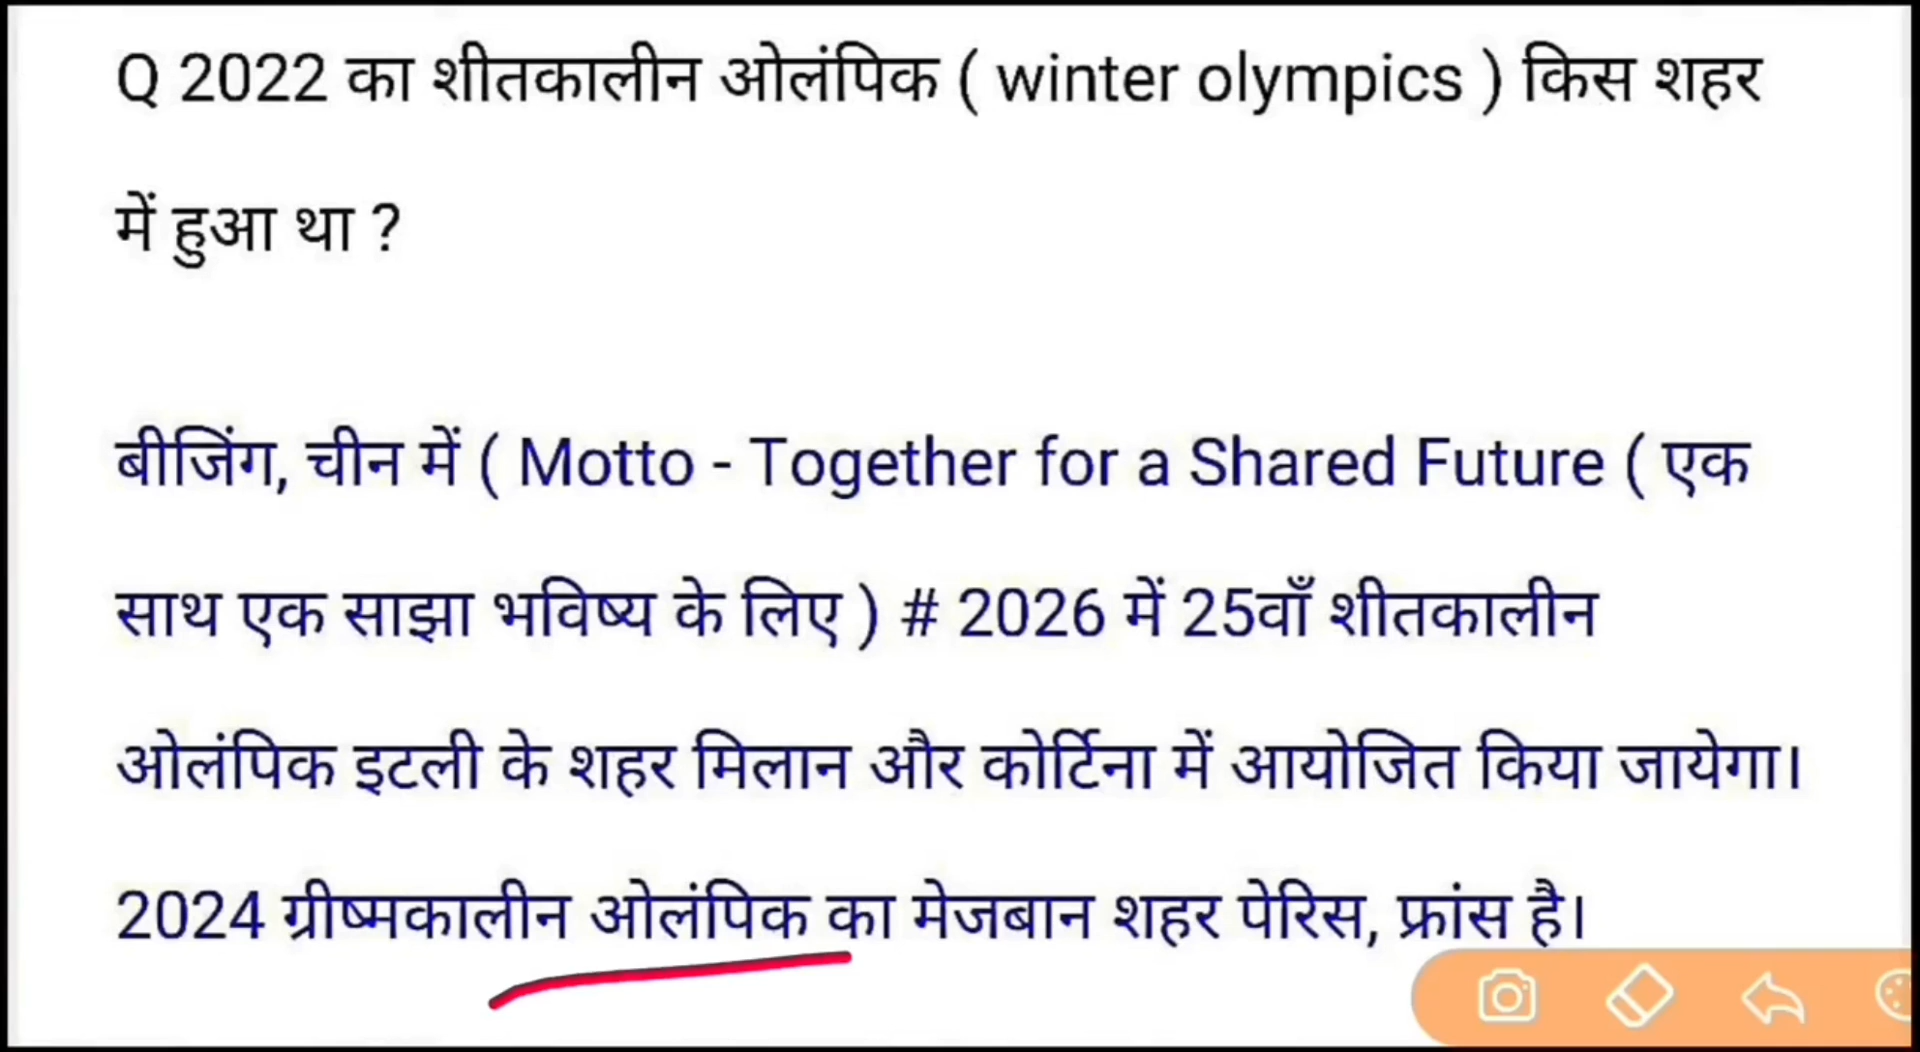 Q 2022 का शीतकालीन ओलंपिक ( winter olympics ) किस शहर
में हुआ था ?
बीजिंग, चीन में ( Motto - Together for a Shared Future ( एक
साथ एक साझा भविष्य के लिए ) # 2026 में 25वाँ शीतकालीन
ओलंपिक इटली के शहर मिलान और कोर्टिना में आयोजित किया जायेगा।
2024 ग्रीष्मकालीन ओलंपिक का मेजबान शहर पेरिस, फ्रांस है।